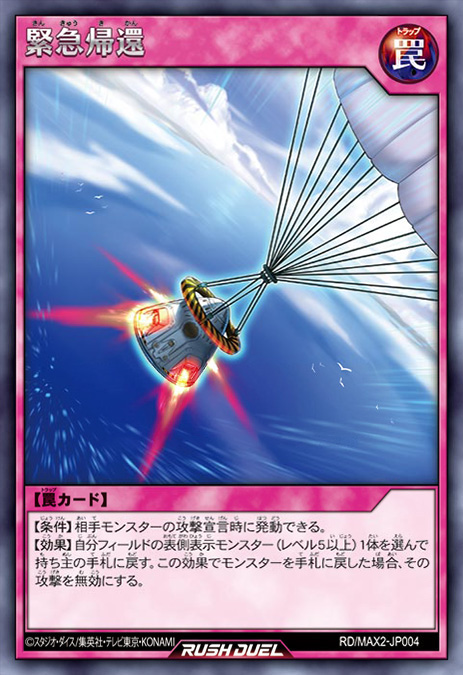 緊急帰還
トラップ
罠
【罠カード】
【条件】相手モンスターの攻撃宣言時に発動できる。
【効果】自分フィールドの表側表示モンスター(レベル5以上)1体を選んで
持ち主の手札に戻す。この効果でモンスターを手札に戻した場合、その
攻撃を無効にする。
©スタジオ・ダイス/集英社・テレビ東京・KONAMI
RUSH DUEL
RD/MAX2-JP004